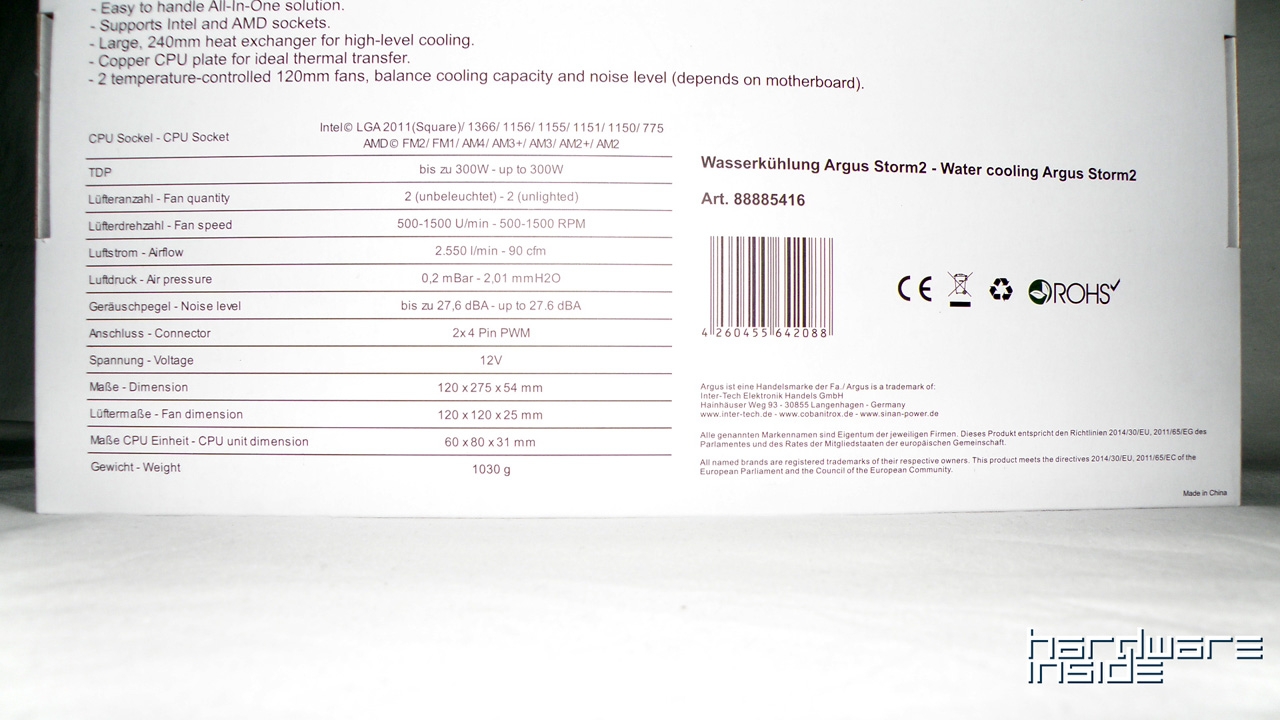 - Easy to handle All-In-One solution.
- Supports Intel and AMD sockets.
- Large, 240mm heat exchanger for high-level cooling.
- Copper CPU plate for ideal thermal transfer.
- 2 temperature-controlled 120mm fans, balance cooling capacity and noise level (depends on motherboard).
CPU Sockel - CPU Socket Intel© LGA 2011(Square)/ 1366/ 1156/ 1155/ 1151/ 1150/ 775
AMD© FM2/ FM1/ AM4/ AM3+/ AM3/ AM2+/ AM2
TDP bis zu 300W - up to 300W
Lüfteranzahl - Fan quantity 2 (unbeleuchtet) - 2 (unlighted)
Lüfterdrehzahl - Fan speed 500-1500 U/min - 500-1500 RPM
Luftstrom - Airflow 2.550 l/min - 90 cfm
Luftdruck - Air pressure 0,2 mBar - 2,01 mmH2O
Geräuschpegel - Noise level bis zu 27,6 dBA - up to 27.6 dBA
Anschluss - Connector 2x 4 Pin PWM
Spannung - Voltage 12V
Maße - Dimension 120 x 275 x 54 mm
Lüftermaße - Fan dimension 120 x 120 x 25 mm
Maße CPU Einheit - CPU unit dimension 60 x 80 x 31 mm
Gewicht - Weight 1030 g
Wasserkühlung Argus Storm2 - Water cooling Argus Storm2
Art. 88885416
4 260455 642088
CE
ROHS
Argus ist eine Handelsmarke der Fa./ Argus is a trademark of:
Inter-Tech Elektronik Handels GmbH
Hainhäuser Weg 93 - 30855 Langenhagen - Germany
www.inter-tech.de - www.cobanitrox.de - www.sinan-power.de
Alle genannten Markennamen sind Eigentum der jeweiligen Firmen. Dieses Produkt entspricht den Richtlinien 2014/30/EU, 2011/65/EG des
Parlamentes und des Rates der Mitgliedstaaten der europäischen Gemeinschaft.
All named brands are registered trademarks of their respective owners. This product meets the directives 2014/30/EU, 2011/65/EC of the
European Parliament and the Council of the European Community.
Made in China
hardware
inside